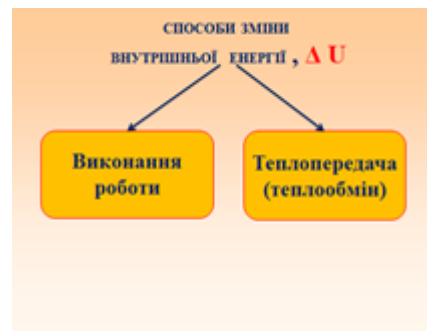 СПОСОБИ ЗМІНИ
ВНУТРІШНЬОЇ ЕНЕРГІЇ , Δ U
Виконання
роботи
Теплопередача
(теплообмін)